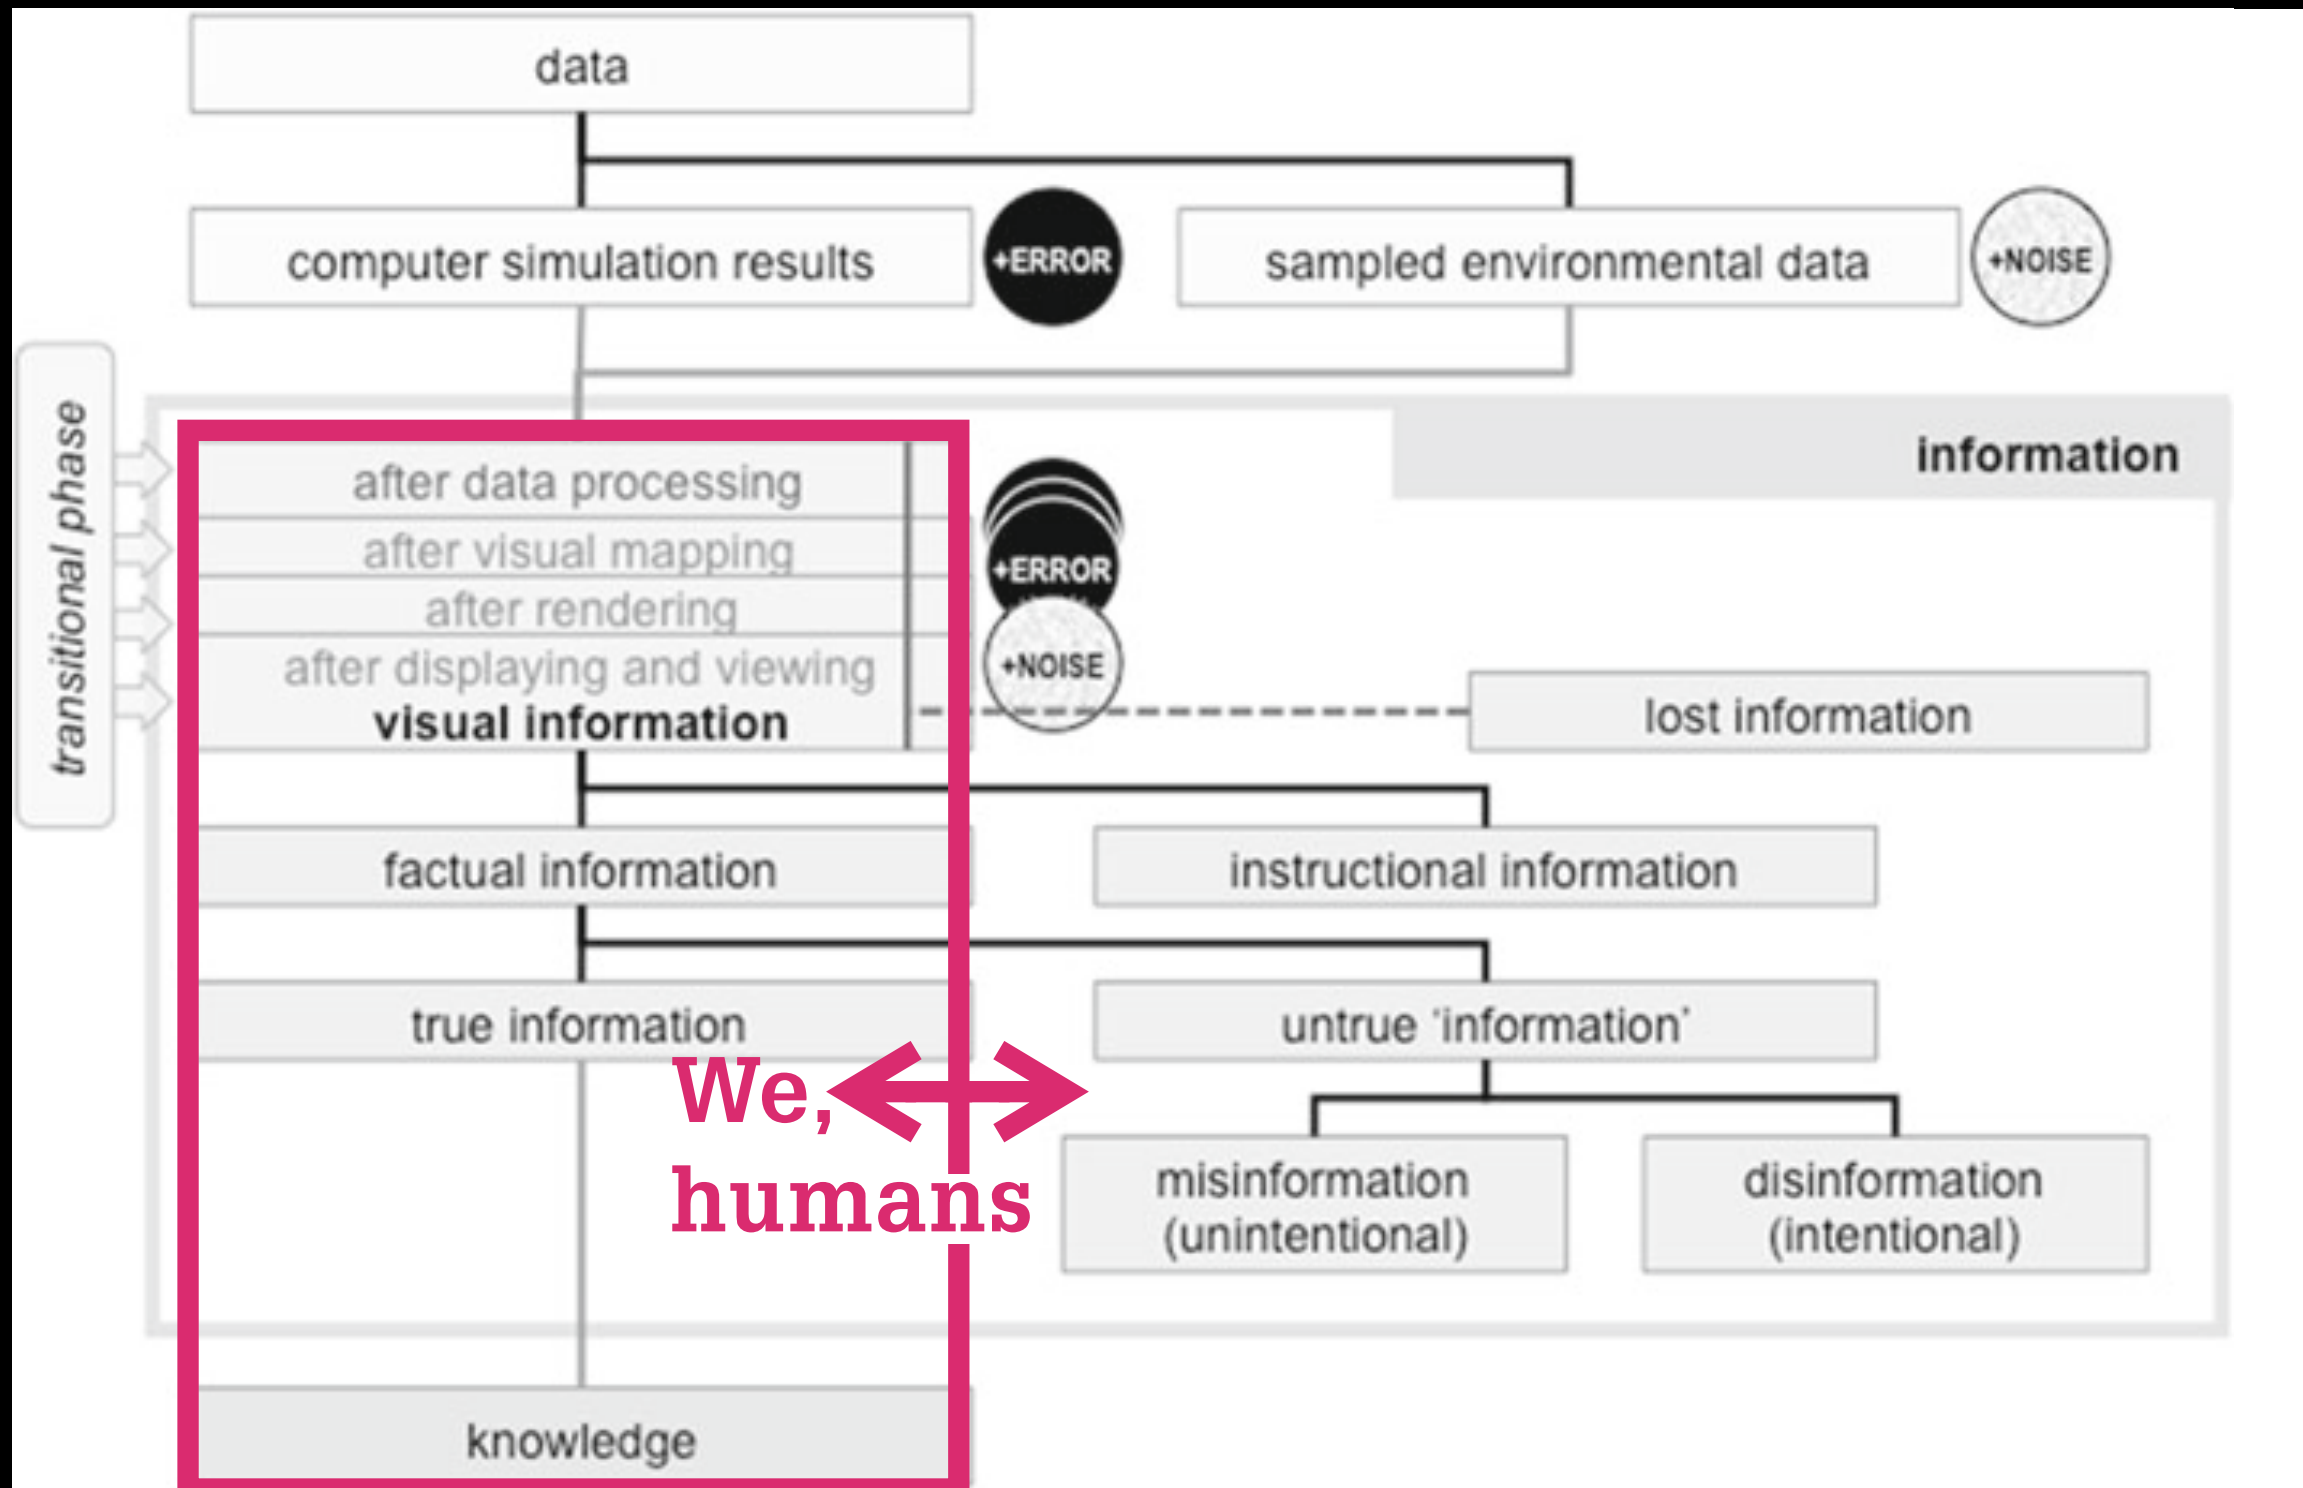 data
computer simulation results
+ERROR
sampled environmental data
+NOISE
transitional phase
information
after data processing
after visual mapping
+ERROR
after rendering
after displaying and viewing
+NOISE
visual information
lost information
factual information
instructional information
true information
untrue ‘information’
We,
humans
misinformation
(unintentional)
disinformation
(intentional)
knowledge